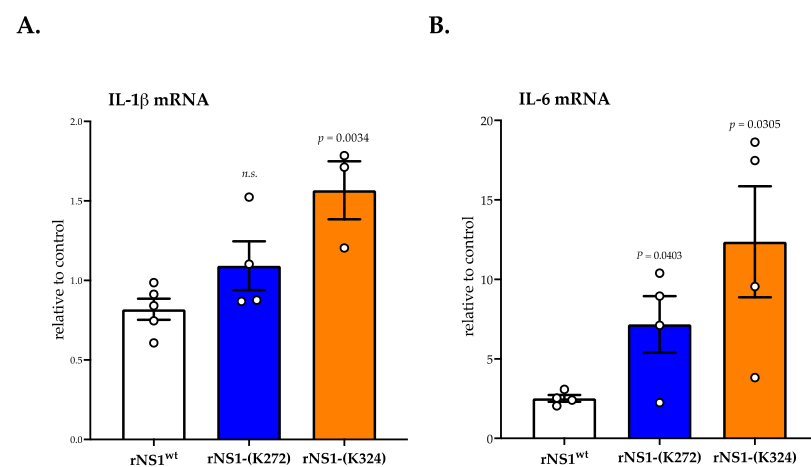 A.
IL-1β mRNA
relative to control
2.0
1.5
1.0
0.5
0.0
n.s.
p = 0.0034
rNS1wt
rNS1-(K272)
rNS1-(K324)
B.
IL-6 mRNA
relative to control
20
15
10
5
0
P = 0.0403
p = 0.0305
rNS1wt
rNS1-(K272)
rNS1-(K324)